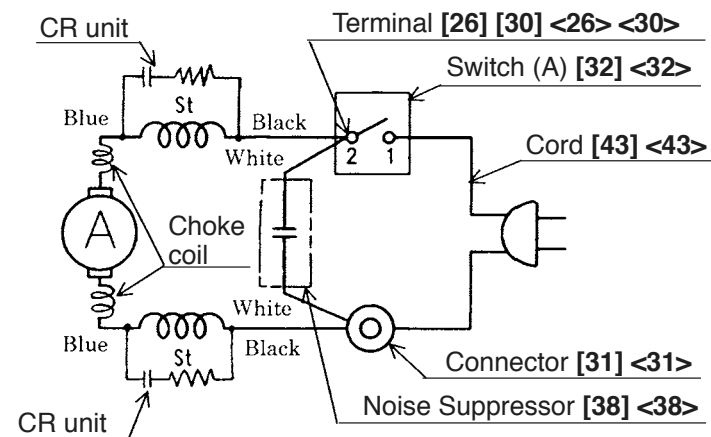 CR unit
Terminal [26] [30] <26> <30>
Switch (A) [32] <32>
St
Blue
Black
2
1
White
Cord [43] <43>
A
Choke
coil
White
Blue
St
Black
Connector [31] <31>
Noise Suppressor [38] <38>
CR unit